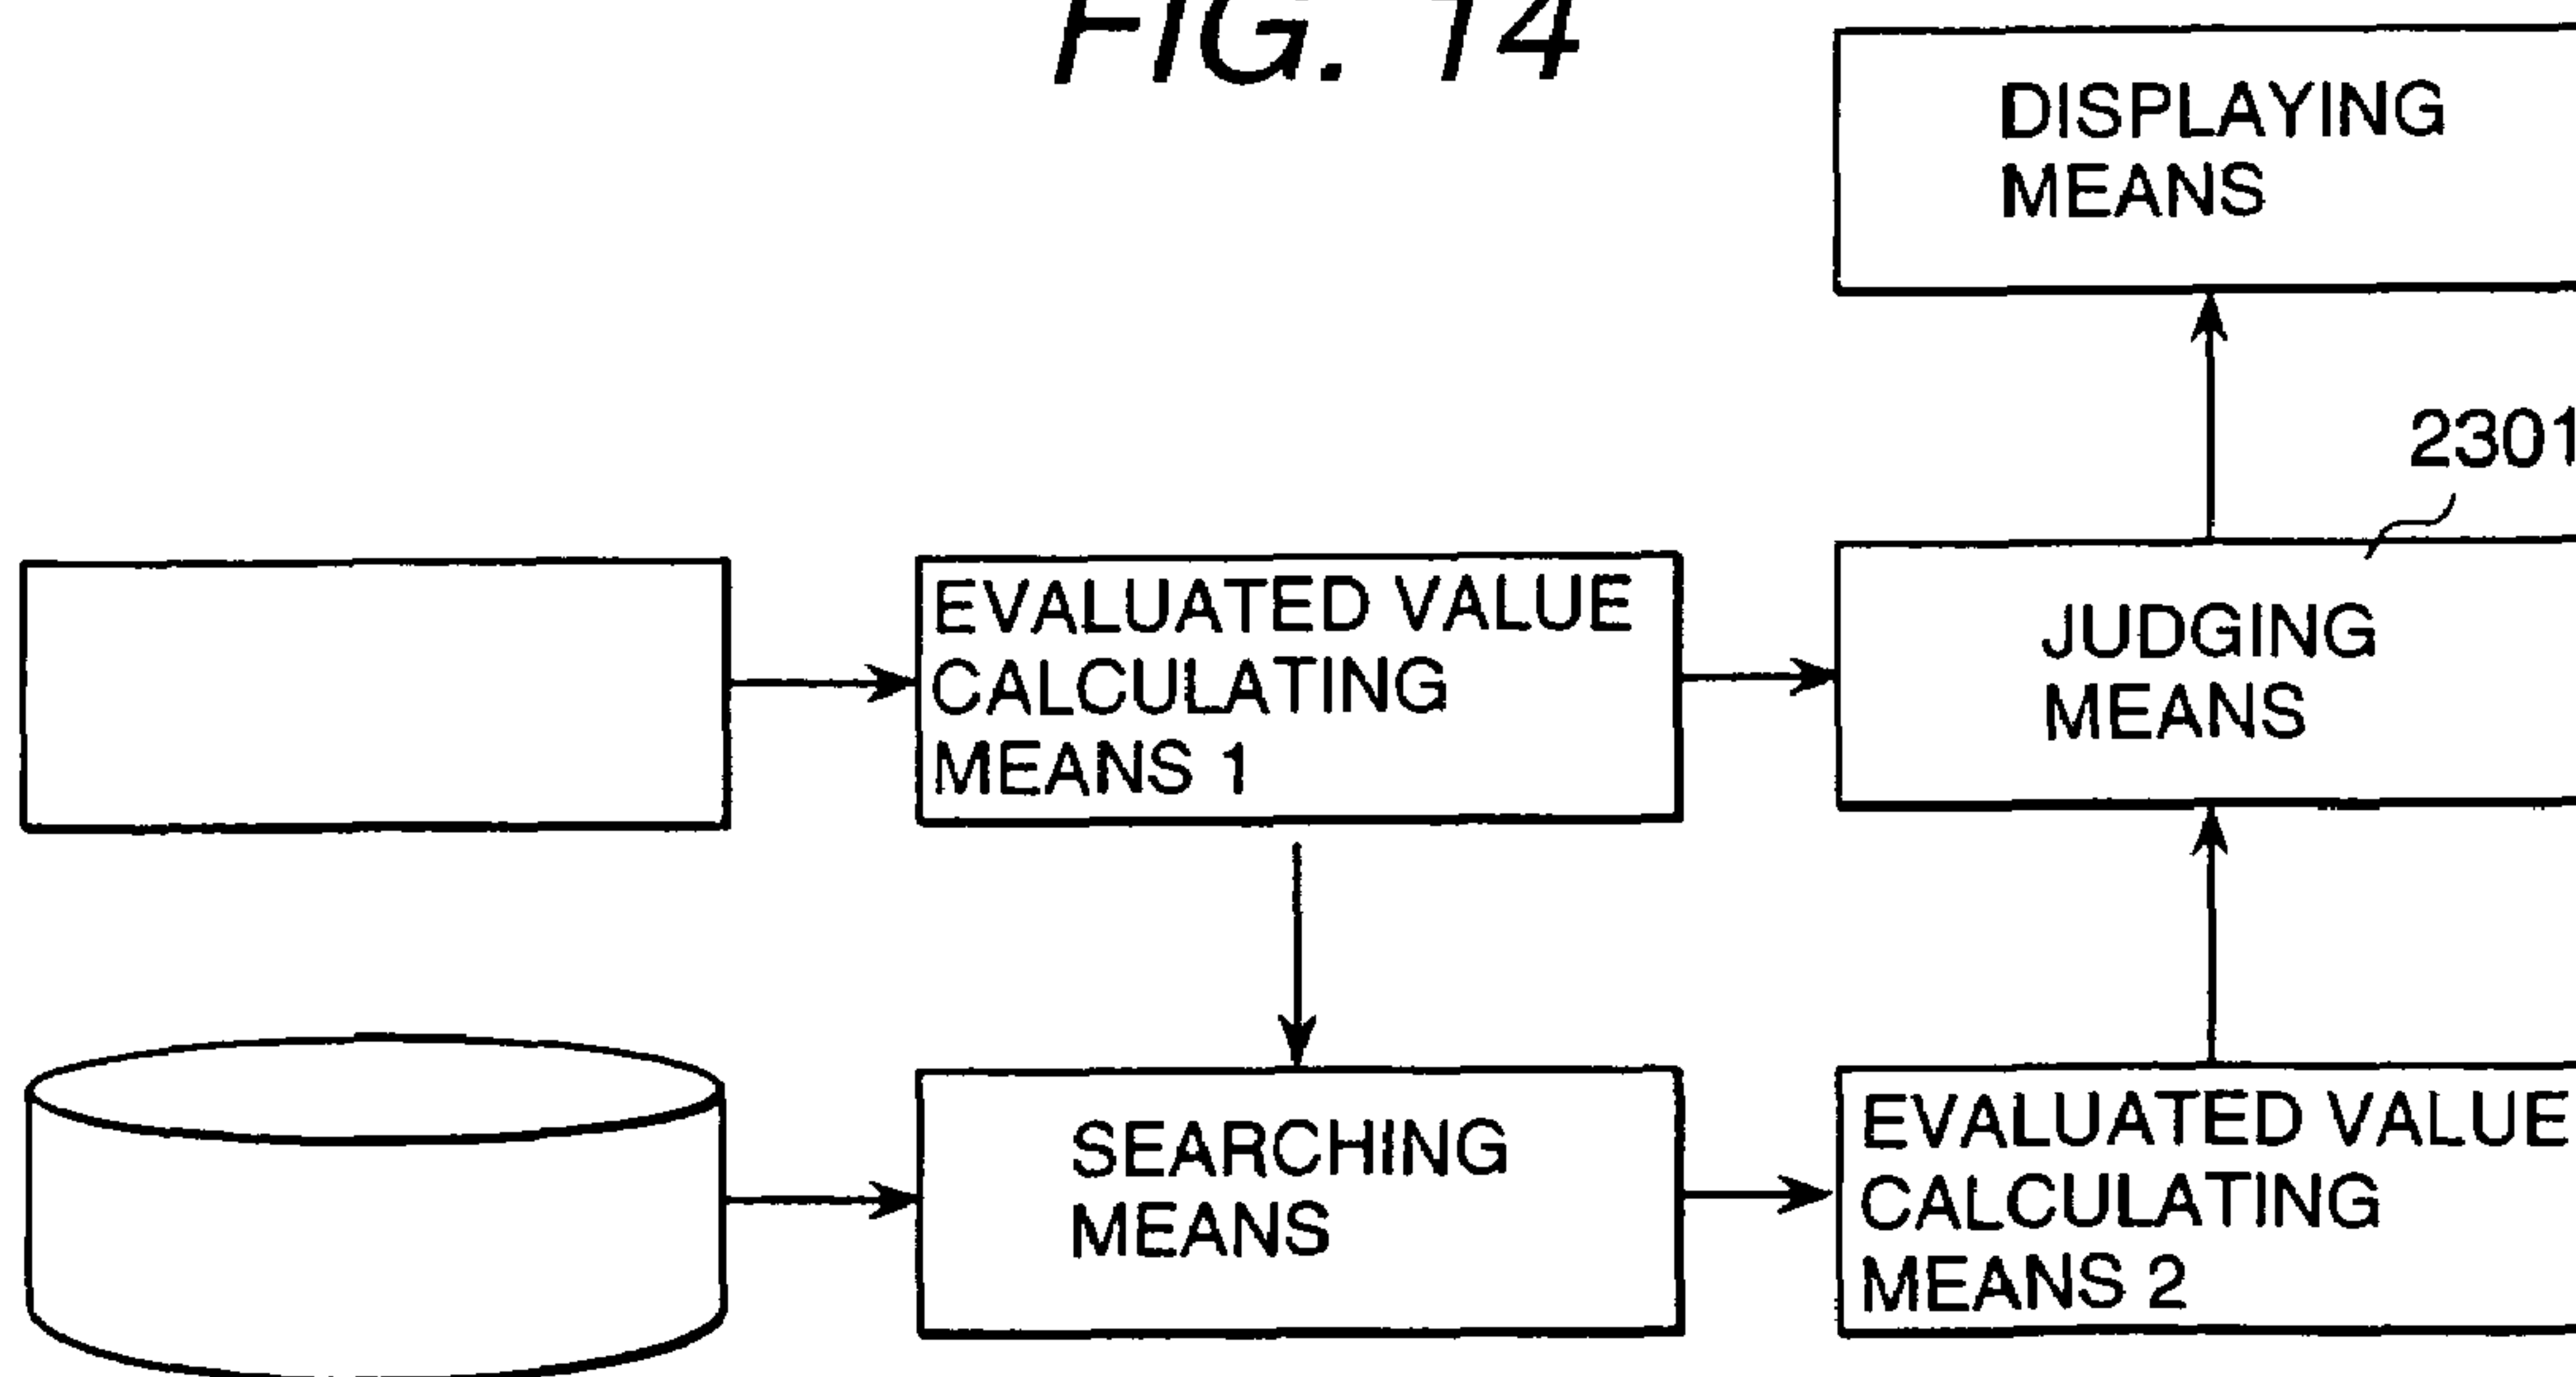 FIG. 14
DISPLAYING
MEANS
2301
EVALUATED VALUE
CALCULATING
MEANS 1
JUDGING
MEANS
SEARCHING
MEANS
EVALUATED VALUE
CALCULATING
MEANS 2